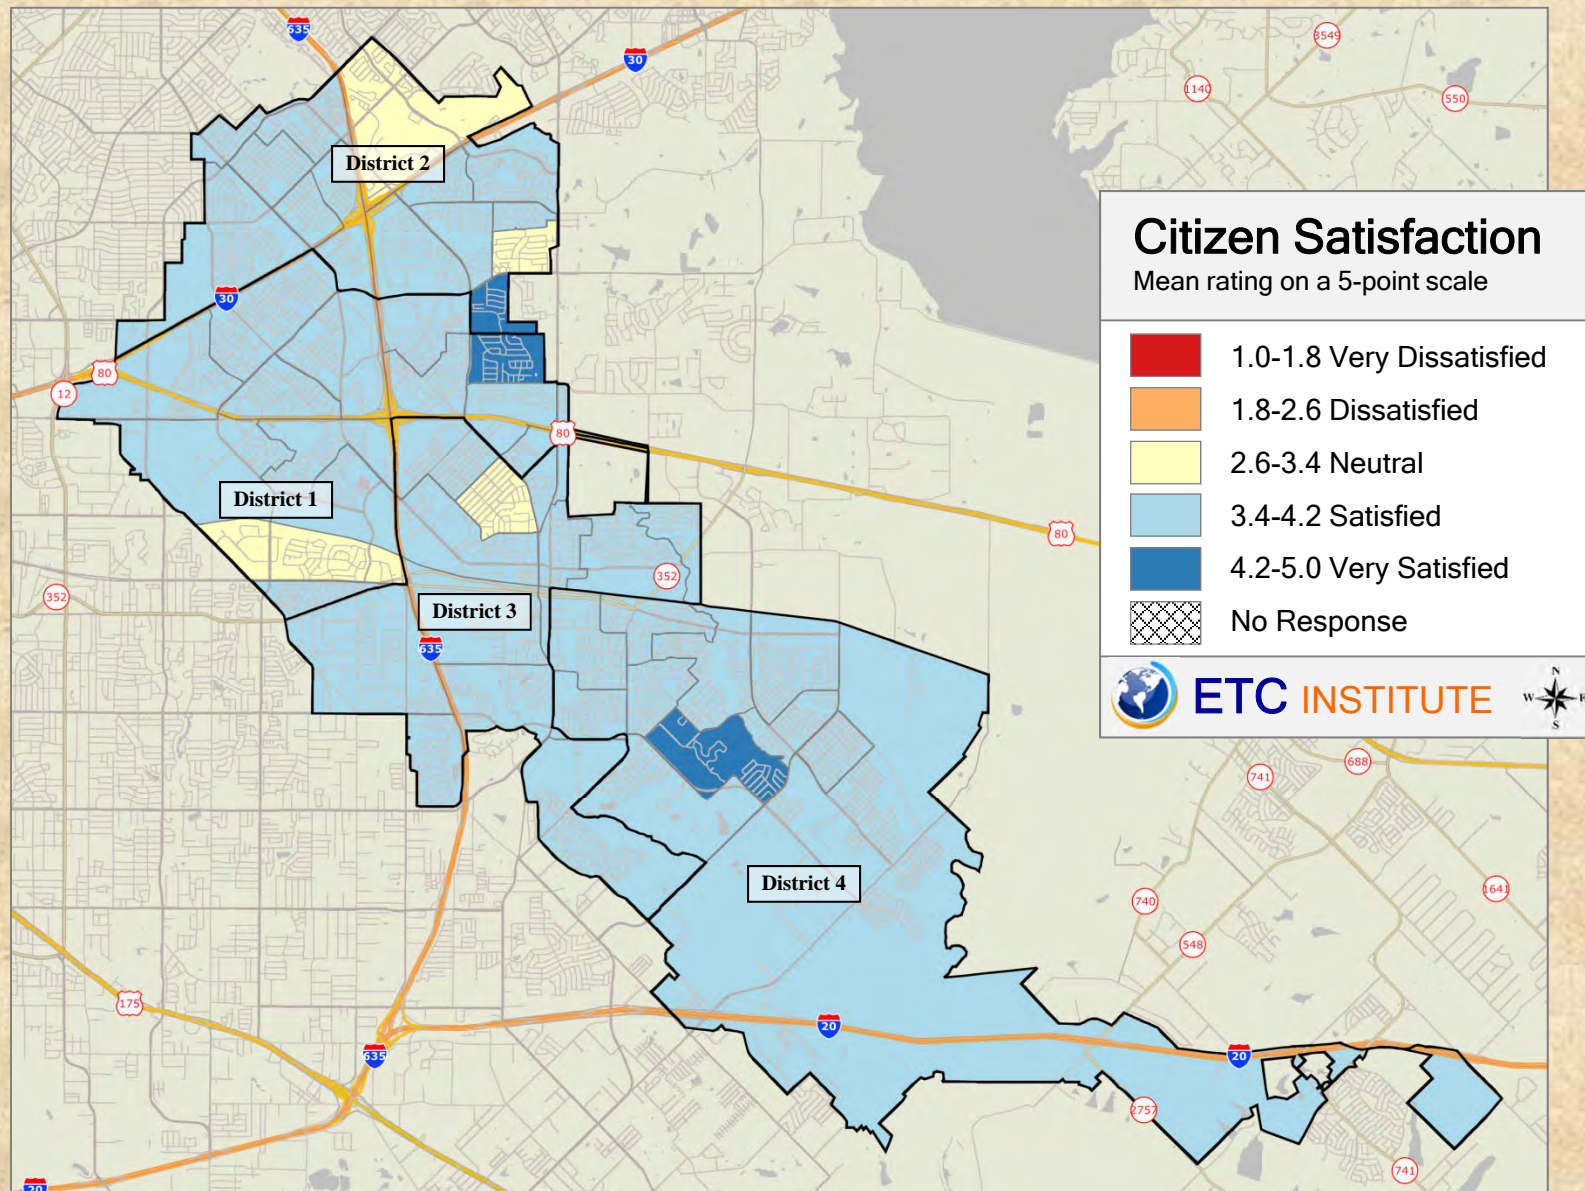 635
30
3549
1140
550
District 2
Citizen Satisfaction
Mean rating on a 5-point scale
30
1.0-1.8 Very Dissatisfied
80
12
1.8-2.6 Dissatisfied
80
2.6-3.4 Neutral
District 1
3.4-4.2 Satisfied
80
352
352
4.2-5.0 Very Satisfied
District 3
No Response
635
ETC INSTITUTE
N
W E
S
688
741
District 4
1641
740
548
175
20
635
20
2757
741
20